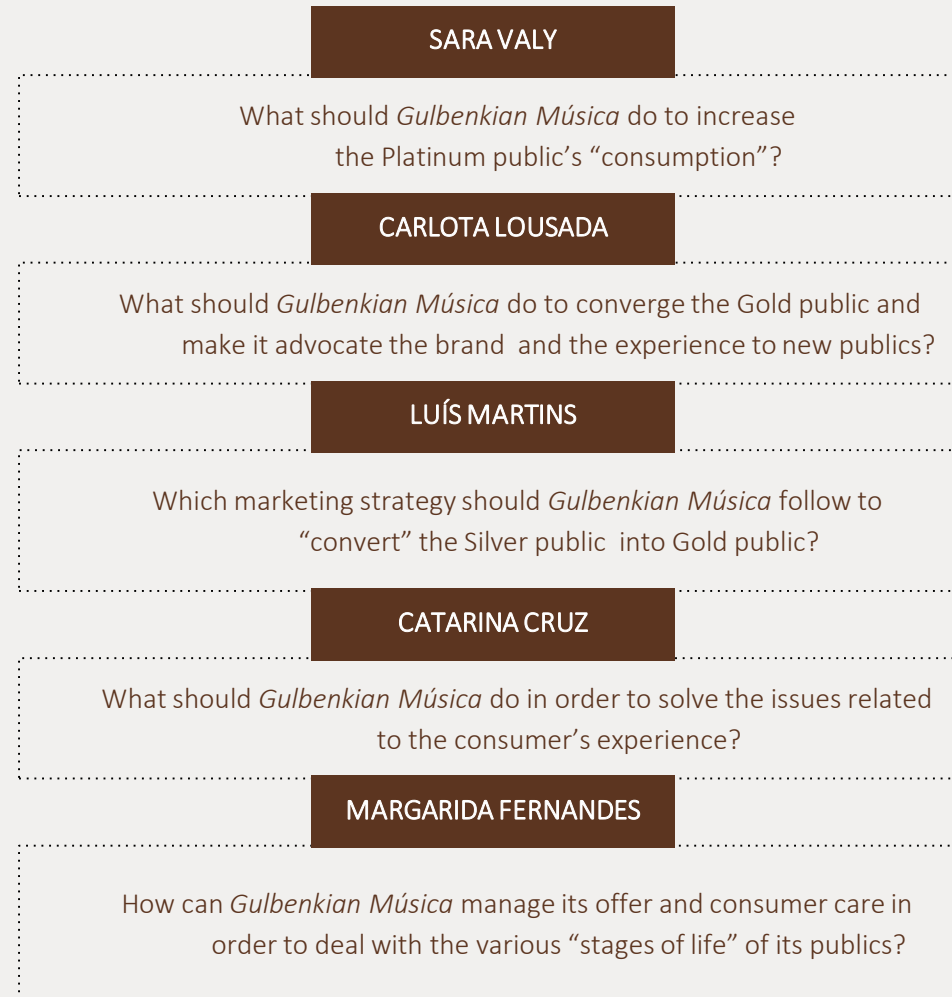 SARA VALY
What should Gulbenkian Música do to increase
the Platinum public’s “consumption”?
CARLOTA LOUSADA
What should Gulbenkian Música do to converge the Gold public and
make it advocate the brand and the experience to new publics?
LUÍS MARTINS
Which marketing strategy should Gulbenkian Música follow to
“convert” the Silver public into Gold public?
CATARINA CRUZ
What should Gulbenkian Música do in order to solve the issues related
to the consumer’s experience?
MARGARIDA FERNANDES
How can Gulbenkian Música manage its offer and consumer care in
order to deal with the various “stages of life” of its publics?